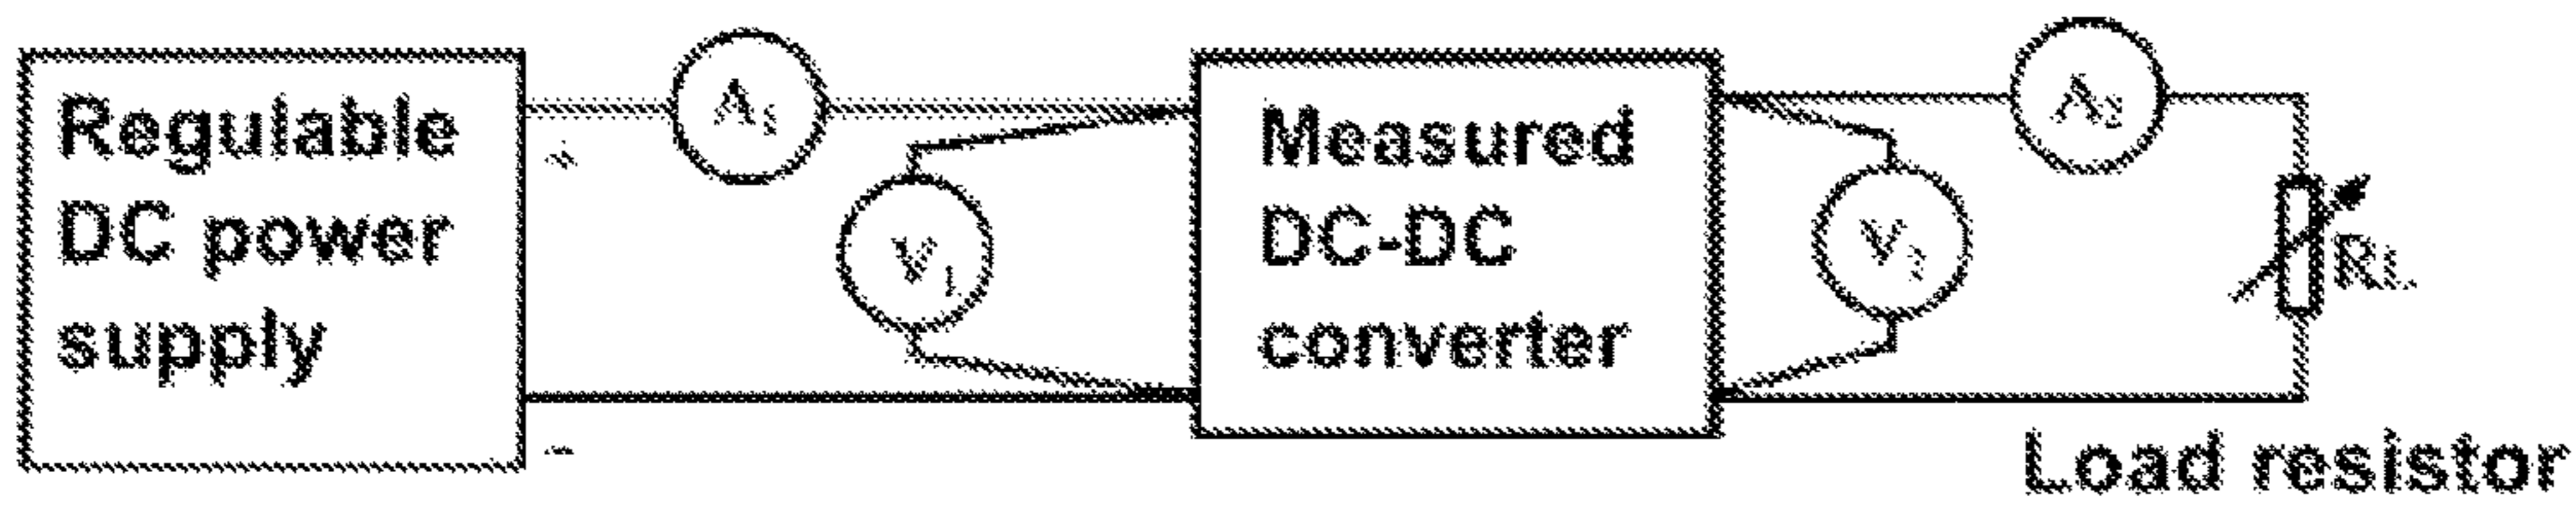 Regulable
DC power
supply
+
-
A1
V1
Measured
DC-DC
converter
A2
V2
RL
Load resistor